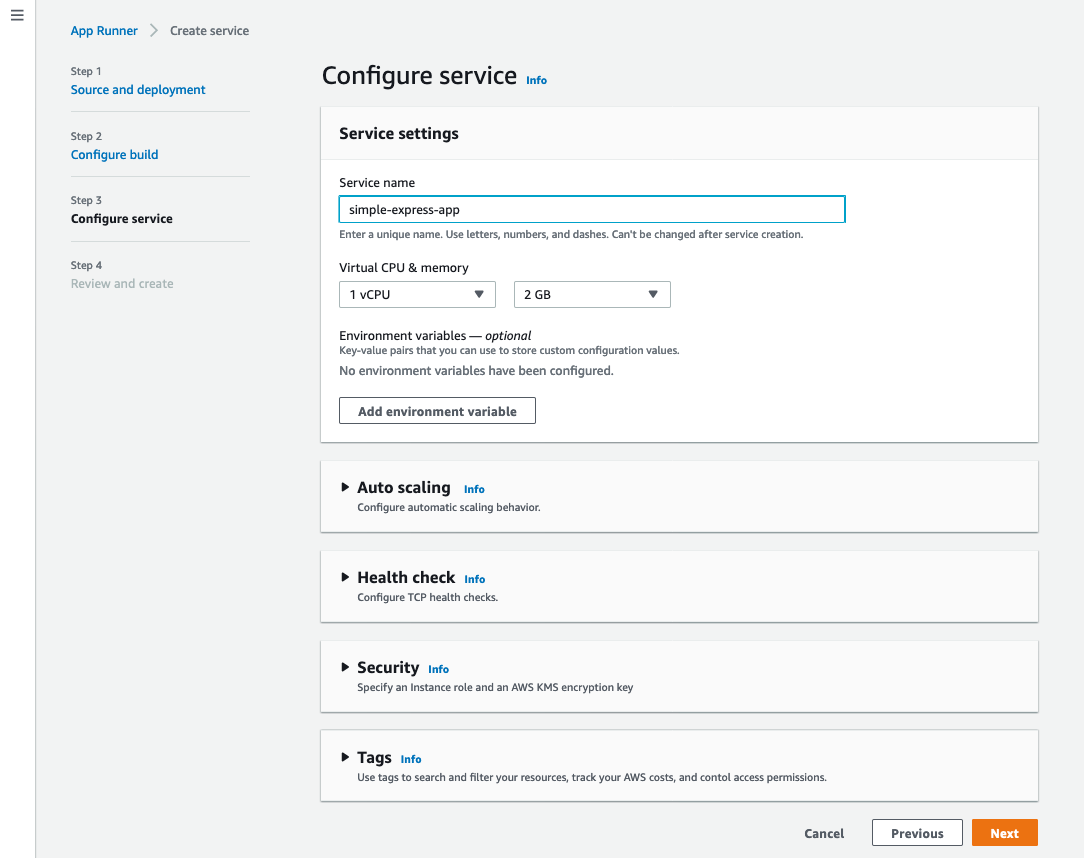 App Runner > Create service
Step 1
Source and deployment
Step 2
Configure build
Step 3
Configure service
Step 4
Review and create
Configure service Info
Service settings
Service name
simple-express-app
Enter a unique name. Use letters, numbers, and dashes. Can't be changed after service creation.
Virtual CPU & memory
1 vCPU 2 GB
Environment variables — optional
Key-value pairs that you can use to store custom configuration values.
No environment variables have been configured.
Add environment variable
Auto scaling Info
Configure automatic scaling behavior.
Health check Info
Configure TCP health checks.
Security Info
Specify an Instance role and an AWS KMS encryption key
Tags Info
Use tags to search and filter your resources, track your AWS costs, and contol access permissions.
Cancel Previous Next